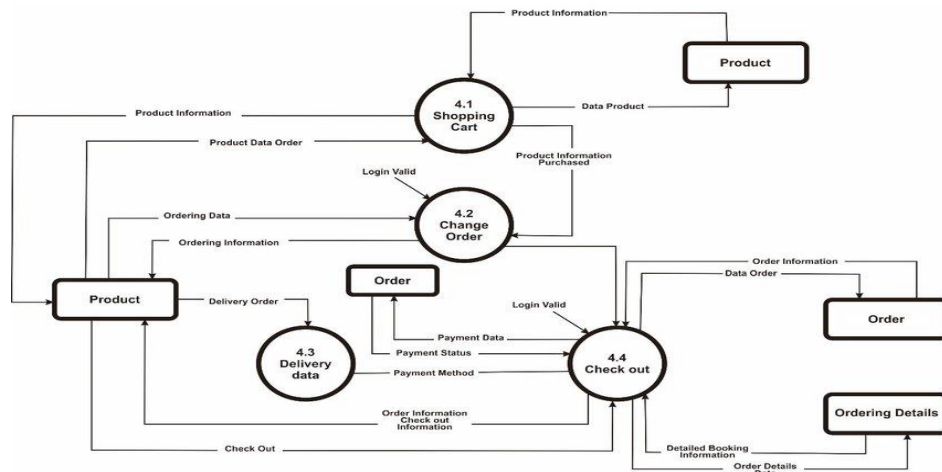 Product Information
Product
4.1
Shopping
Cart
Product Information
Data Product
Product Data Order
Product Information
Purchased
Login Valid
4.2
Change
Order
Ordering Data
Ordering Information
Order
Order Information
Data Order
Product
Delivery Order
Login Valid
Order
Payment Data
4.3
Delivery
data
Payment Status
4.4
Check out
Payment Method
Order Information
Check out
Information
Ordering Details
Check Out
Detailed Booking
Information
Order Details